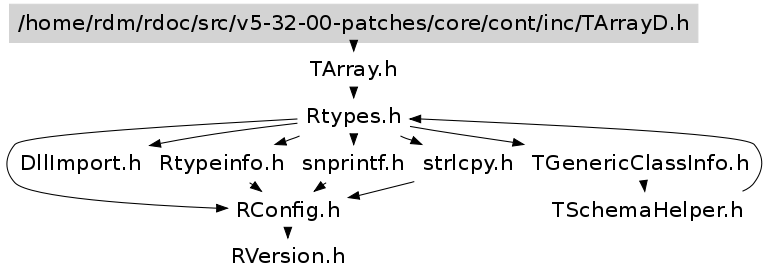 /home/rdm/rdoc/src/v5-32-00-patches/core/cont/inc/TArrayD.h
TArray.h
Rtypes.h
DllImport.h Rtypeinfo.h snprintf.h strlcpy.h TGenericClassInfo.h
RConfig.h TSchemaHelper.h
RVersion.h